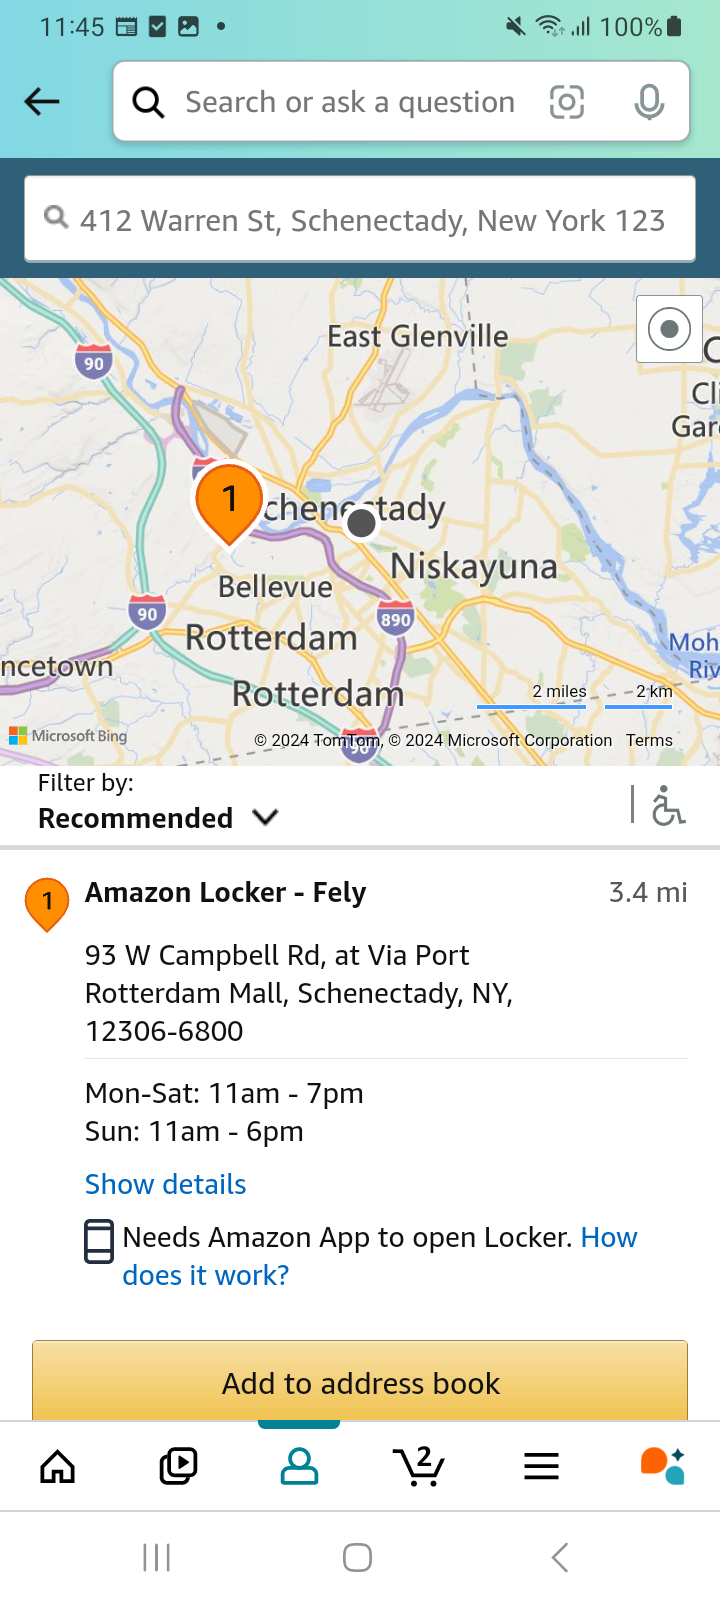 11:45
100%
Search or ask a question
412 Warren St, Schenectady, New York 123
East Glenville
90
Cli
Gar
1
chenectady
Niskayuna
Bellevue
90
890
Rotterdam
ncetown
Moh
Riv
Rotterdam
2 miles
2 km
Microsoft Bing
90
© 2024 TomTom, © 2024 Microsoft Corporation Terms
Filter by:
Recommended
1
Amazon Locker - Fely
3.4 mi
93 W Campbell Rd, at Via Port
Rotterdam Mall, Schenectady, NY,
12306-6800
Mon-Sat: 11am - 7pm
Sun: 11am - 6pm
Show details
Needs Amazon App to open Locker. How
does it work?
Add to address book
2